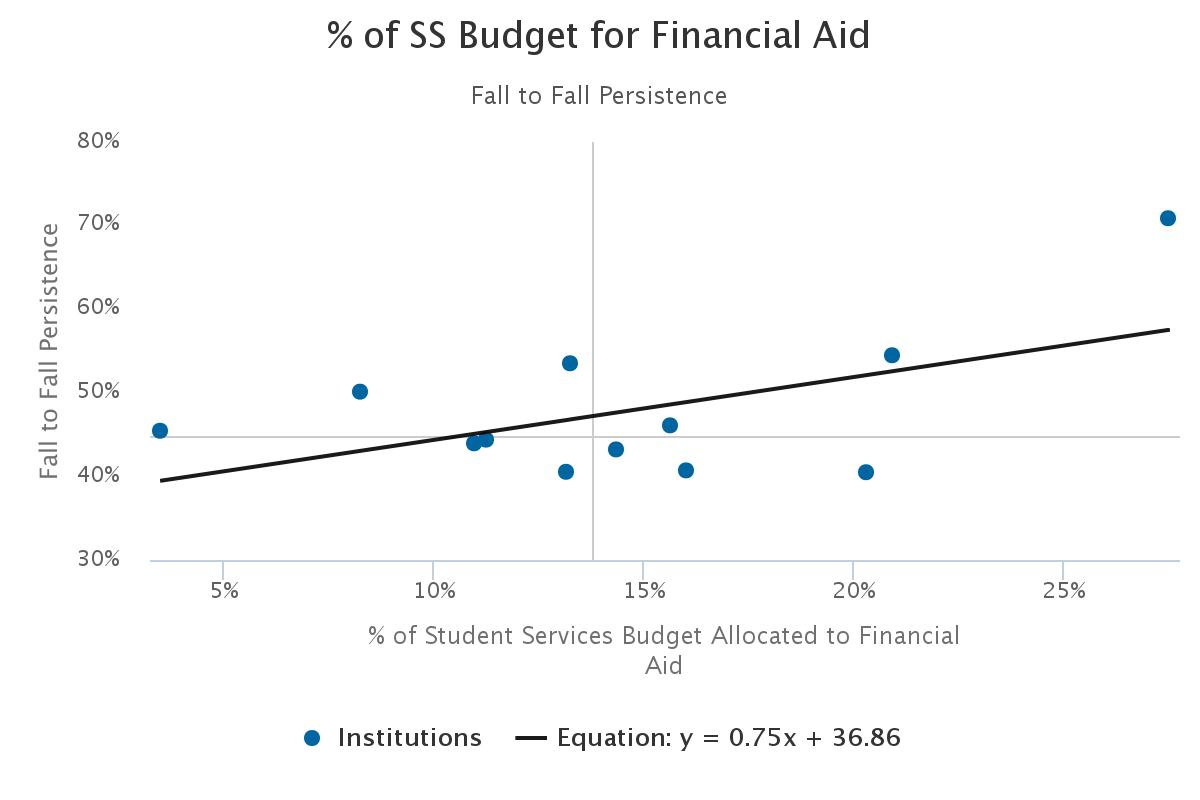 % of SS Budget for Financial Aid
Fall to Fall Persistence
80%
70%
60%
50%
40%
30%
Fall to Fall Persistence
5%
10%
15%
20%
25%
% of Student Services Budget Allocated to Financial
Aid
Institutions
Equation: y = 0.75x + 36.86